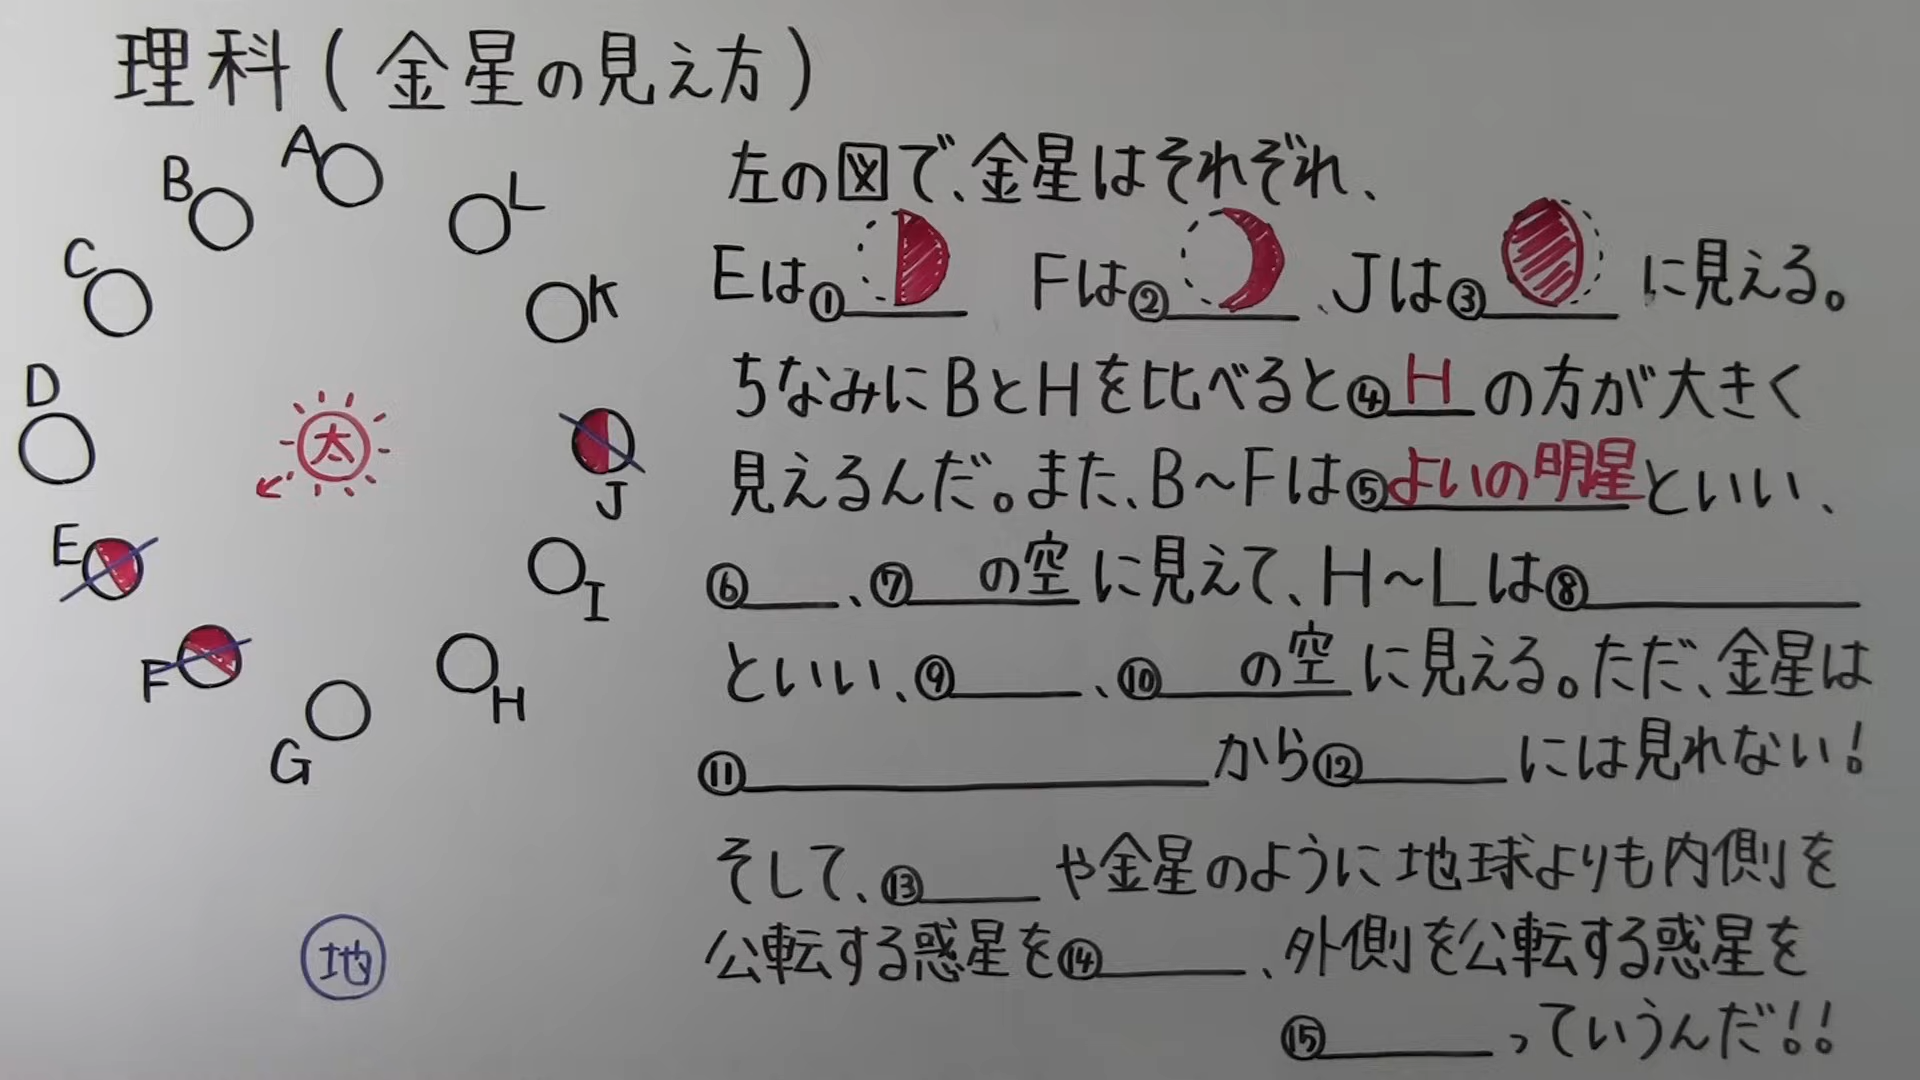 理科(金星の見え方)
A
B
L
C
K
D
太
J
E
I
F
H
G
地
左の図で、金星はそれぞれ、
Eは① Fは② 、Jは③ に見える。
ちなみにBとHを比べると④Hの方が大きく
見えるんだ。また、B~Fは⑤よいの明星といい、
⑥ 、⑦ の空に見えて、H~Lは⑧
といい、⑨ 、⑩ の空に見える。ただ、金星は
⑪ から⑫ には見れない!
そして、⑬ や金星のように地球よりも内側を
公転する惑星を⑭ 、外側を公転する惑星を
⑮ っていうんだ!!